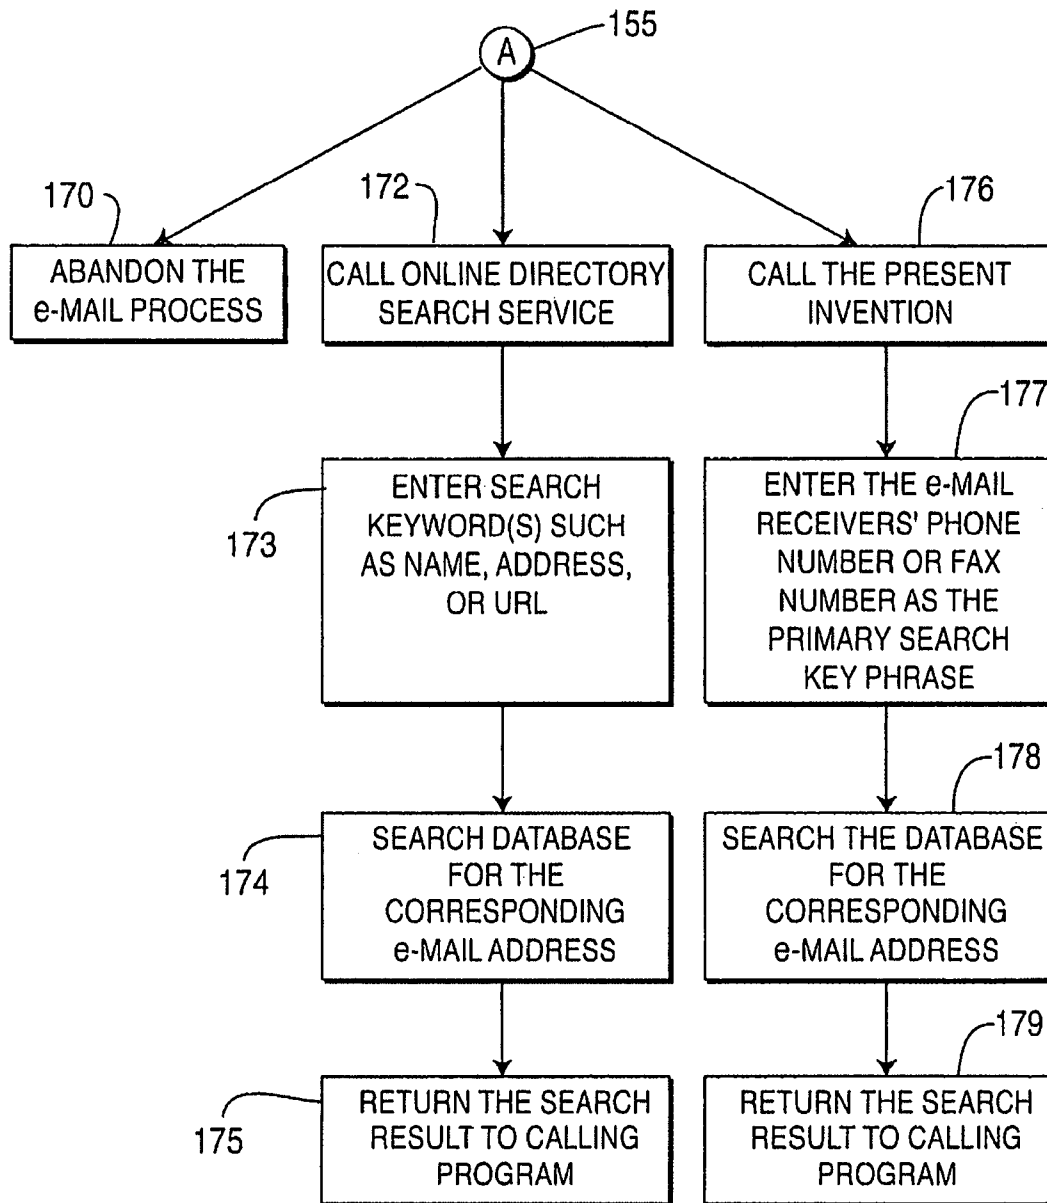 A
155
170
172
176
ABANDON THE
e-MAIL PROCESS
CALL ONLINE DIRECTORY
SEARCH SERVICE
CALL THE PRESENT
INVENTION
177
173
ENTER SEARCH
KEYWORD(S) SUCH
AS NAME, ADDRESS,
OR URL
ENTER THE e-MAIL
RECEIVERS' PHONE
NUMBER OR FAX
NUMBER AS THE
PRIMARY SEARCH
KEY PHRASE
178
174
SEARCH DATABASE
FOR THE
CORRESPONDING
e-MAIL ADDRESS
SEARCH THE DATABASE
FOR THE
CORRESPONDING
e-MAIL ADDRESS
179
175
RETURN THE SEARCH
RESULT TO CALLING
PROGRAM
RETURN THE SEARCH
RESULT TO CALLING
PROGRAM